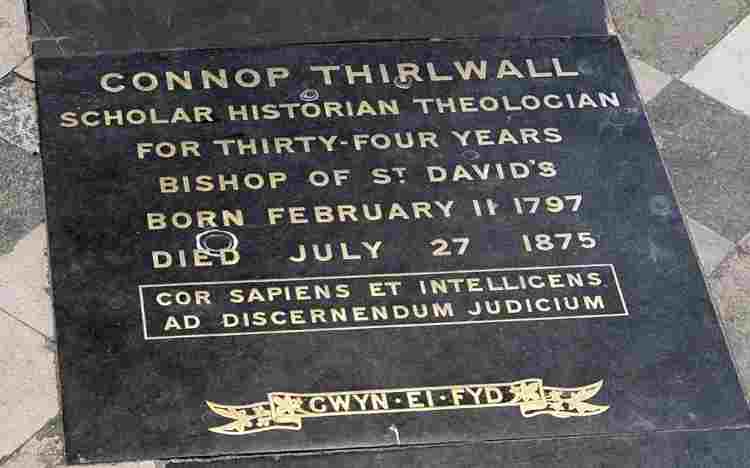 CONNOP THIRLWALL
SCHOLAR HISTORIAN THEOLOGIAN
FOR THIRTY-FOUR YEARS
BISHOP OF ST DAVID'S
BORN FEBRUARY 11 1797
DIED JULY 27 1875
COR SAPIENS ET INTELLIGENS
AD DISCERNENDUM JUDICIUM
GWYN·EI·FYD